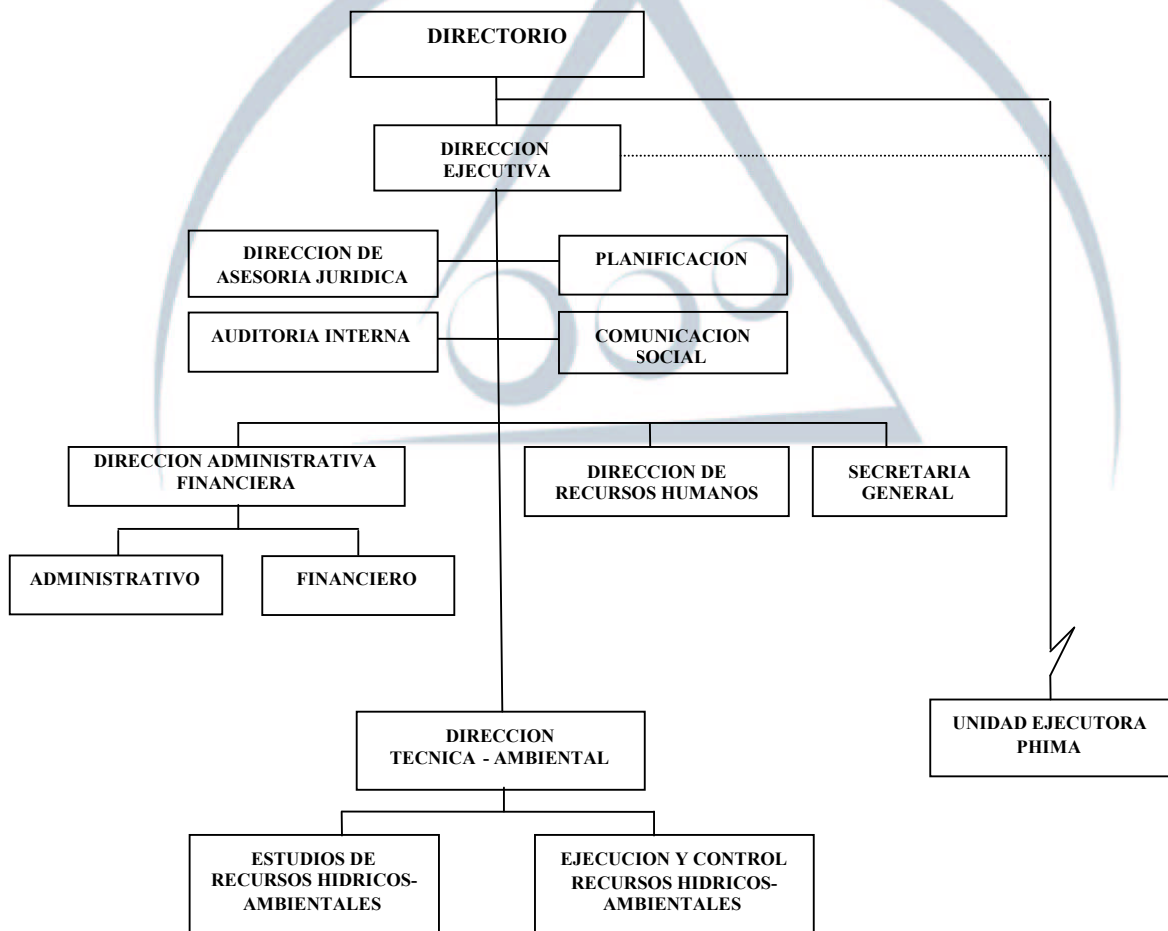 DIRECTORIO
DIRECCION
EJECUTIVA
DIRECCION DE
ASESORIA JURIDICA
PLANIFICACION
AUDITORIA INTERNA
COMUNICACION
SOCIAL
DIRECCION ADMINISTRATIVA
FINANCIERA
DIRECCION DE
RECURSOS HUMANOS
SECRETARIA
GENERAL
ADMINISTRATIVO
FINANCIERO
DIRECCION
TECNICA - AMBIENTAL
UNIDAD EJECUTORA
PHIMA
ESTUDIOS DE
RECURSOS HIDRICOS-
AMBIENTALES
EJECUCION Y CONTROL
RECURSOS HIDRICOS-
AMBIENTALES